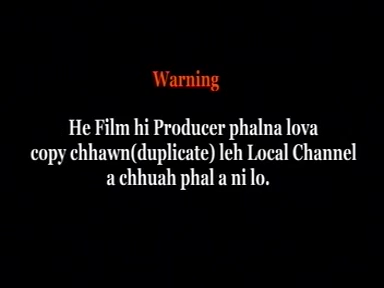 Warning
He Film hi Producer phalna lova
copy chhawn(duplicate) leh Local Channel
a chhuah phal a ni lo.